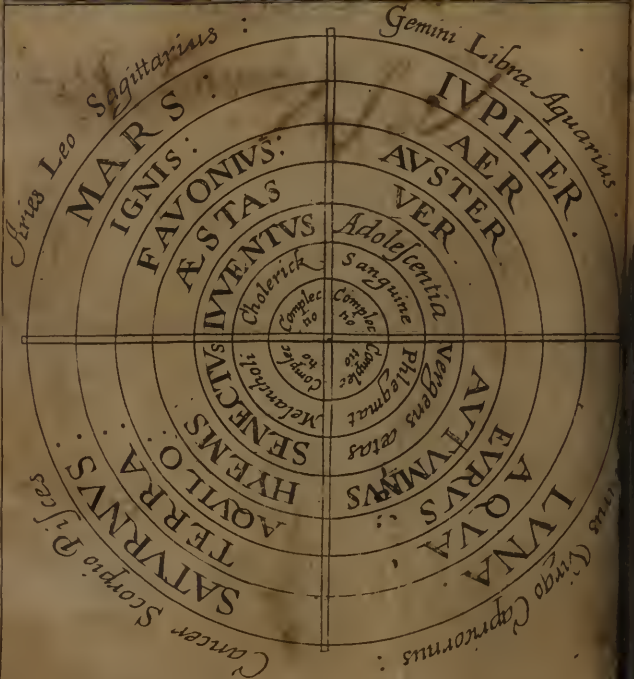 Aries Leo Sagittarius :
MARS :
IGNIS :
FAVONIVS :
ÆSTAS
IVVENTVS
Cholerick
Complec
tio
Gemini Libra Aquarius
IVPITER .
AER
AVSTER
VER
Adolescentia
Sanguine
Complec
tio
Virgo Capricornus :
LVNA
AQVA
EVRVS
AVTVMNVS
Vergens ætas
Phlegmat
Complec
tio
Cancer Scorpio Pisces
SATVRNVS :
TERRA
AQVILO
HYEMS
SENECTVs
Melancholi
Complec
tio